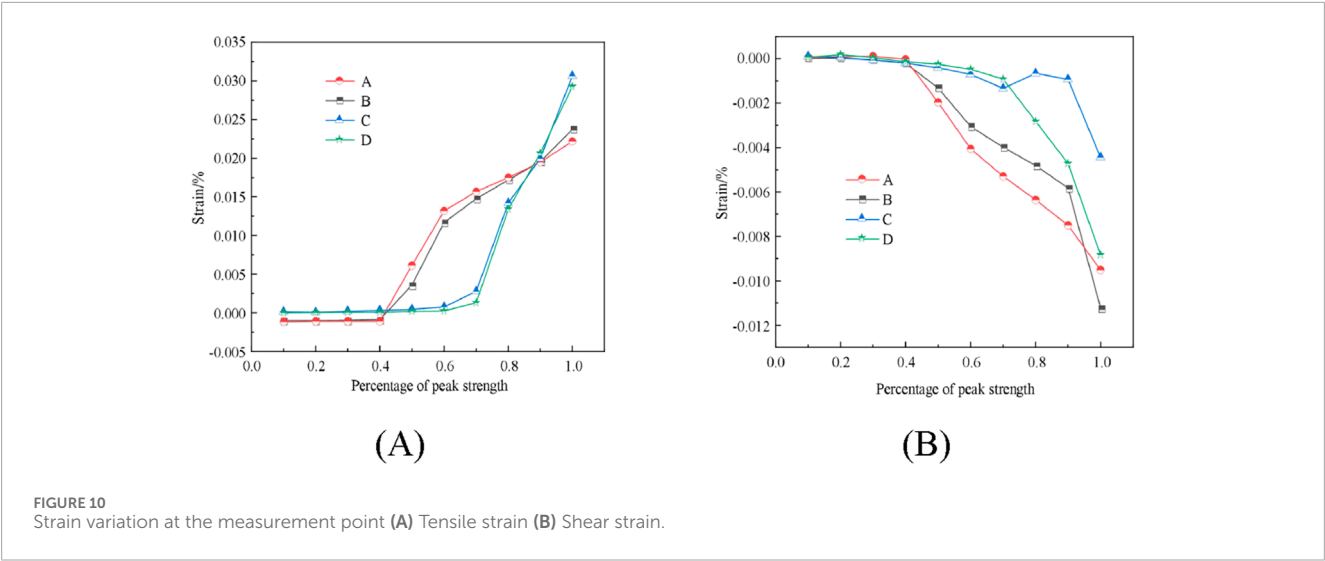 0.035
0.030
0.025
0.020
0.015
0.010
0.005
0.000
-0.005
Strain/%
A
B
C
D
0.0 0.2 0.4 0.6 0.8 1.0
Percentage of peak strength
(A)
0.000
-0.002
-0.004
-0.006
-0.008
-0.010
-0.012
Strain/%
A
B
C
D
0.0 0.2 0.4 0.6 0.8 1.0
Percentage of peak strength
(B)
FIGURE 10
Strain variation at the measurement point (A) Tensile strain (B) Shear strain.